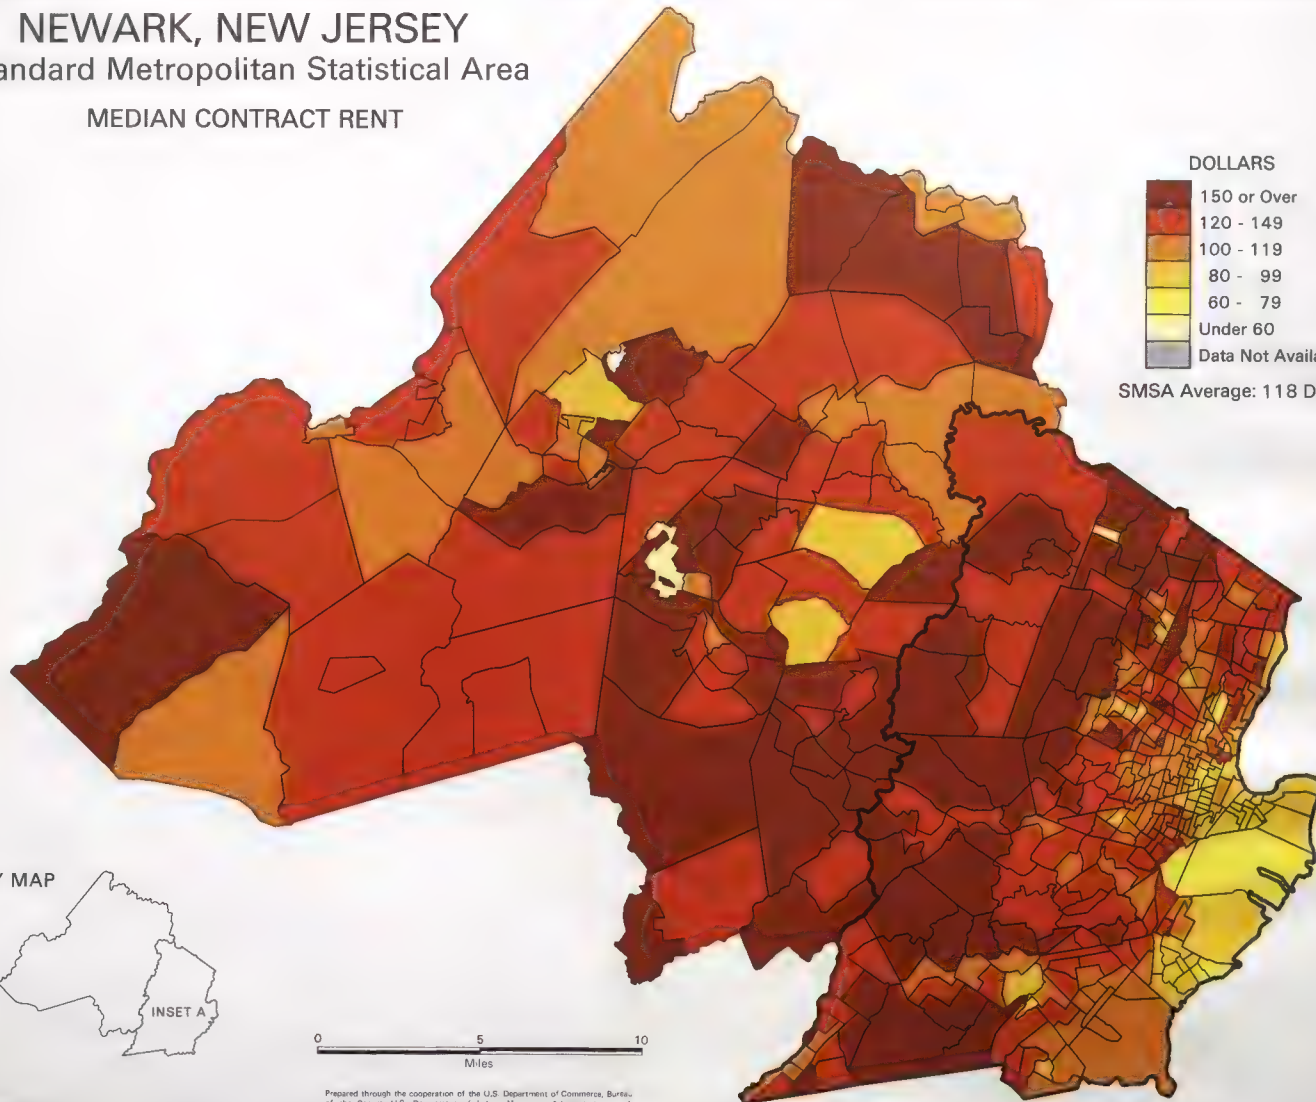 NEWARK, NEW JERSEY
andard Metropolitan Statistical Area
MEDIAN CONTRACT RENT
DOLLARS
150 or Over
120 - 149
100 - 119
80 - 99
60 - 79
Under 60
Data Not Availa
SMSA Average: 118 D
Y MAP
INSET A
0 5 10
Miles
Prepared through the cooperation of the U.S. Department of Commerce, Bureau